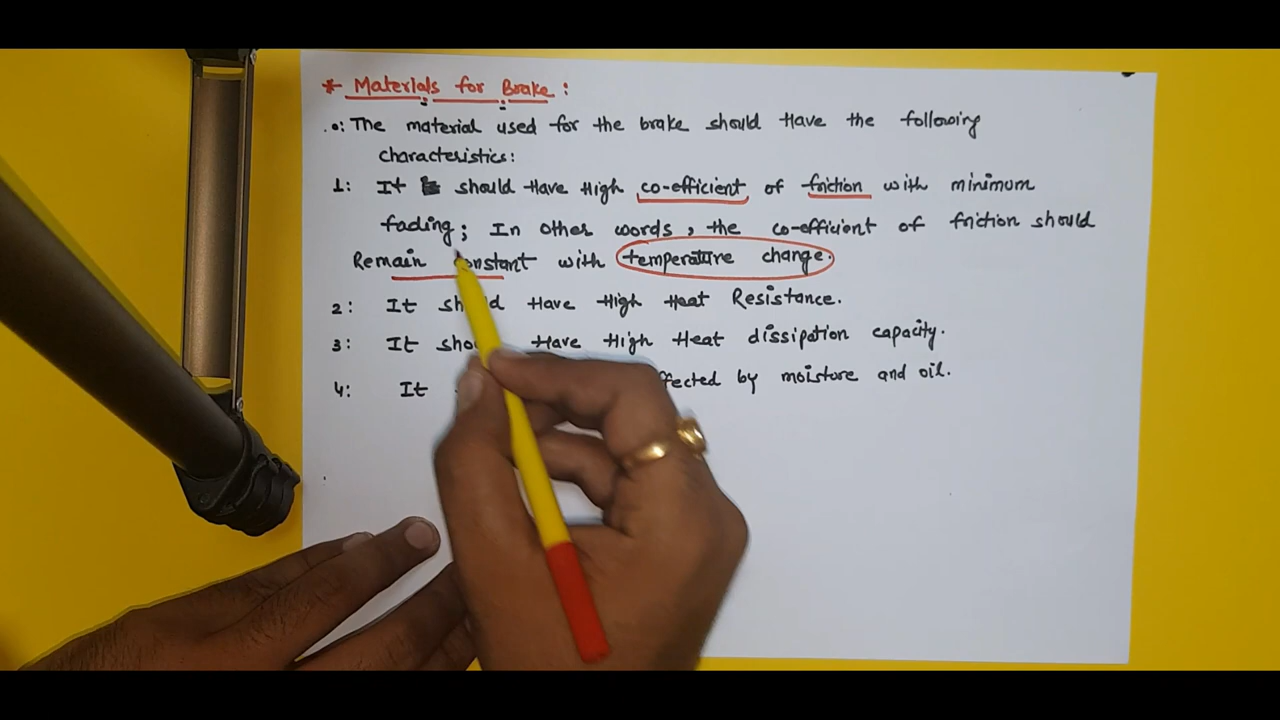 * Materials for Brake :
.o: The material used for the brake should Have the following
characteristics:
1: It should Have High co-efficient of friction with minimum
fading; In other words, the co-efficient of friction should
Remain constant with temperature change.
2: It should Have High Heat Resistance.
3: It Have High Heat dissipation capacity.
4: It by moisture and oil.